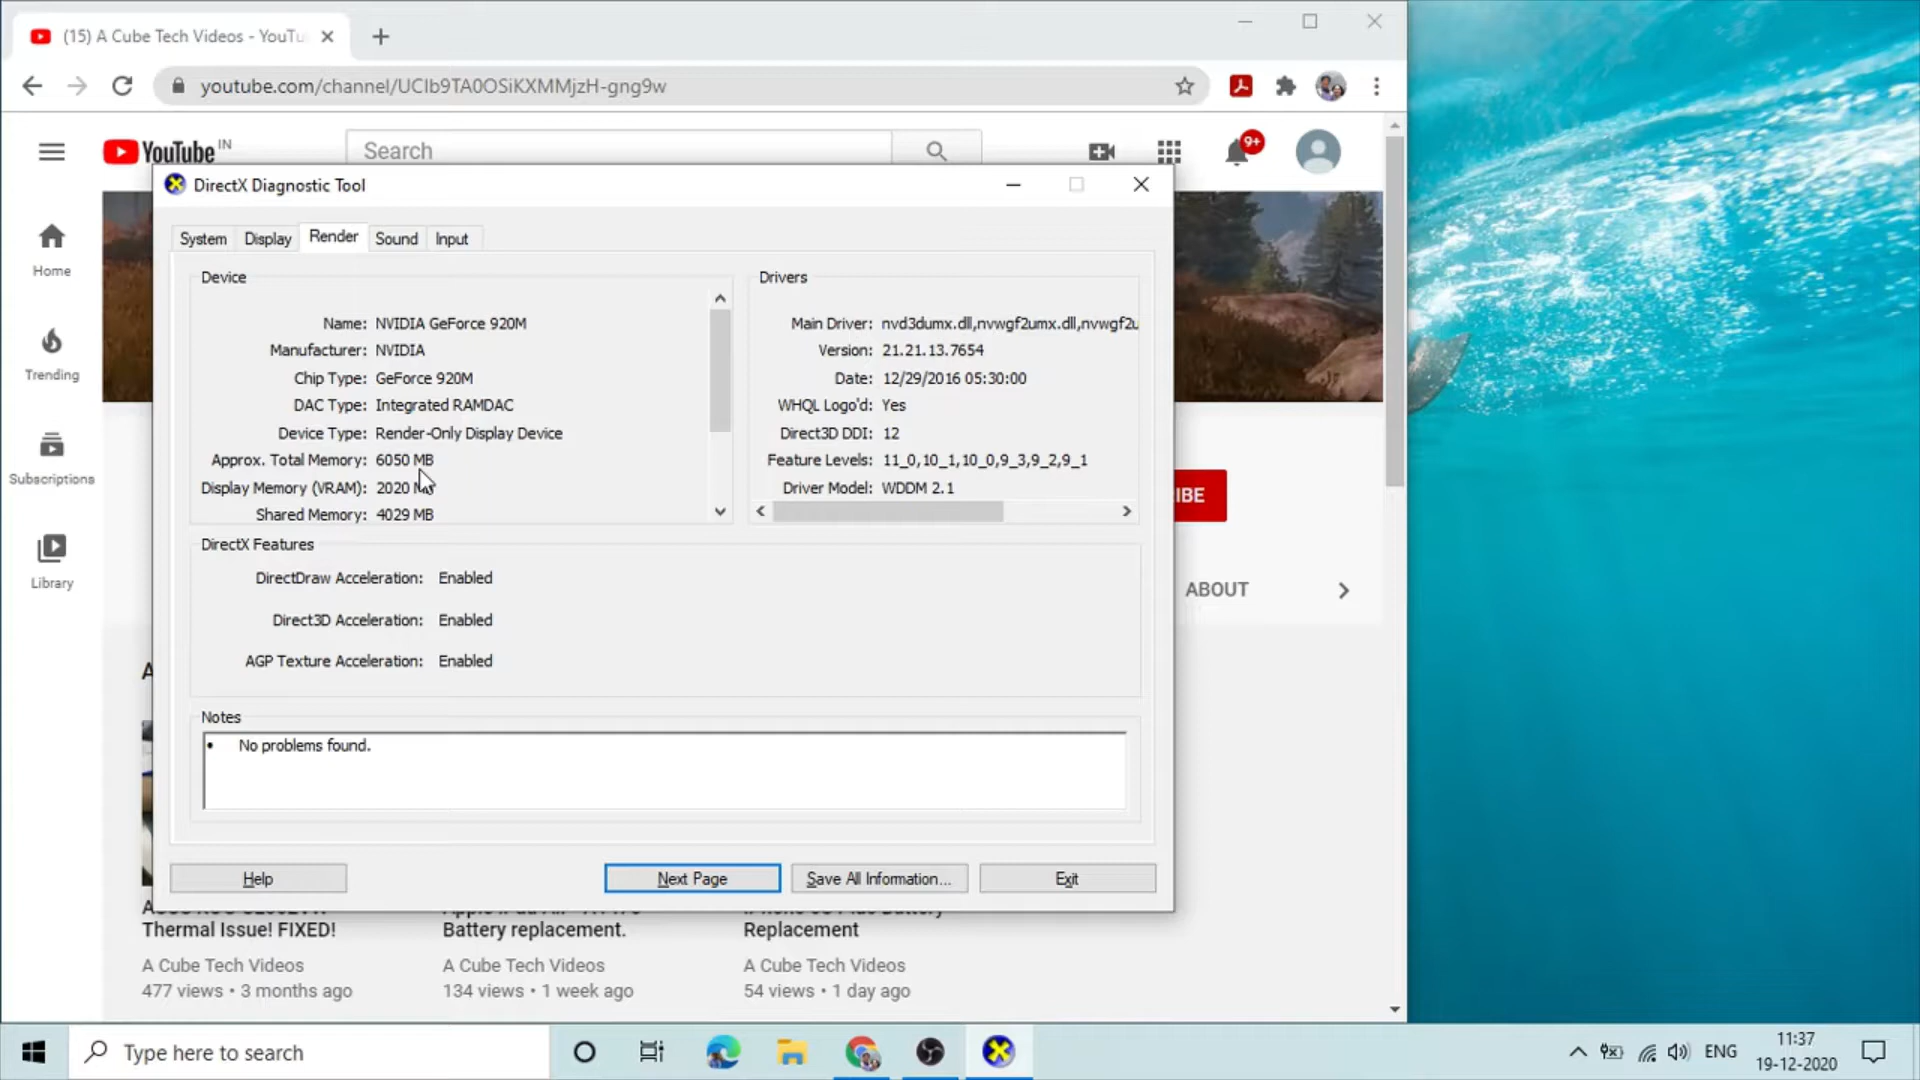 (15) A Cube Tech Videos - YouTu
youtube.com/channel/UCIb9TA0OSiKXMMjzH-gng9w
YouTube IN
Search
9+
DirectX Diagnostic Tool
System Display Render Sound Input
Home
Trending
Subscriptions
Library
Device
Name: NVIDIA GeForce 920M
Manufacturer: NVIDIA
Chip Type: GeForce 920M
DAC Type: Integrated RAMDAC
Device Type: Render-Only Display Device
Approx. Total Memory: 6050 MB
Display Memory (VRAM): 2020 MB
Shared Memory: 4029 MB
Drivers
Main Driver: nvd3dumx.dll,nvwgf2umx.dll,nvwgf2u
Version: 21.21.13.7654
Date: 12/29/2016 05:30:00
WHQL Logo'd: Yes
Direct3D DDI: 12
Feature Levels: 11_0,10_1,10_0,9_3,9_2,9_1
Driver Model: WDDM 2.1
IBE
ABOUT
DirectX Features
DirectDraw Acceleration: Enabled
Direct3D Acceleration: Enabled
AGP Texture Acceleration: Enabled
Notes
• No problems found.
Help
Next Page
Save All Information...
Exit
Thermal Issue! FIXED!
A Cube Tech Videos
477 views • 3 months ago
Battery replacement.
A Cube Tech Videos
134 views • 1 week ago
Replacement
A Cube Tech Videos
54 views • 1 day ago
Type here to search
ENG
11:37
19-12-2020